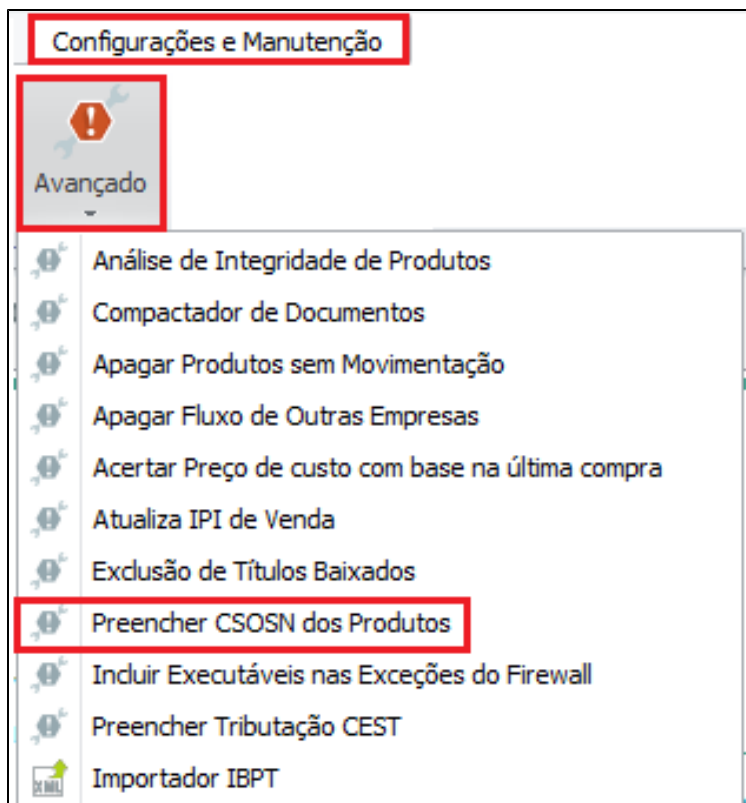 Configurações e Manutenção
Avançado
Análise de Integridade de Produtos
Compactador de Documentos
Apagar Produtos sem Movimentação
Apagar Fluxo de Outras Empresas
Acertar Preço de custo com base na última compra
Atualiza IPI de Venda
Exclusão de Títulos Baixados
Preencher CSOSN dos Produtos
Incluir Executáveis nas Exceções do Firewall
Preencher Tributação CEST
XML
Importador IBPT